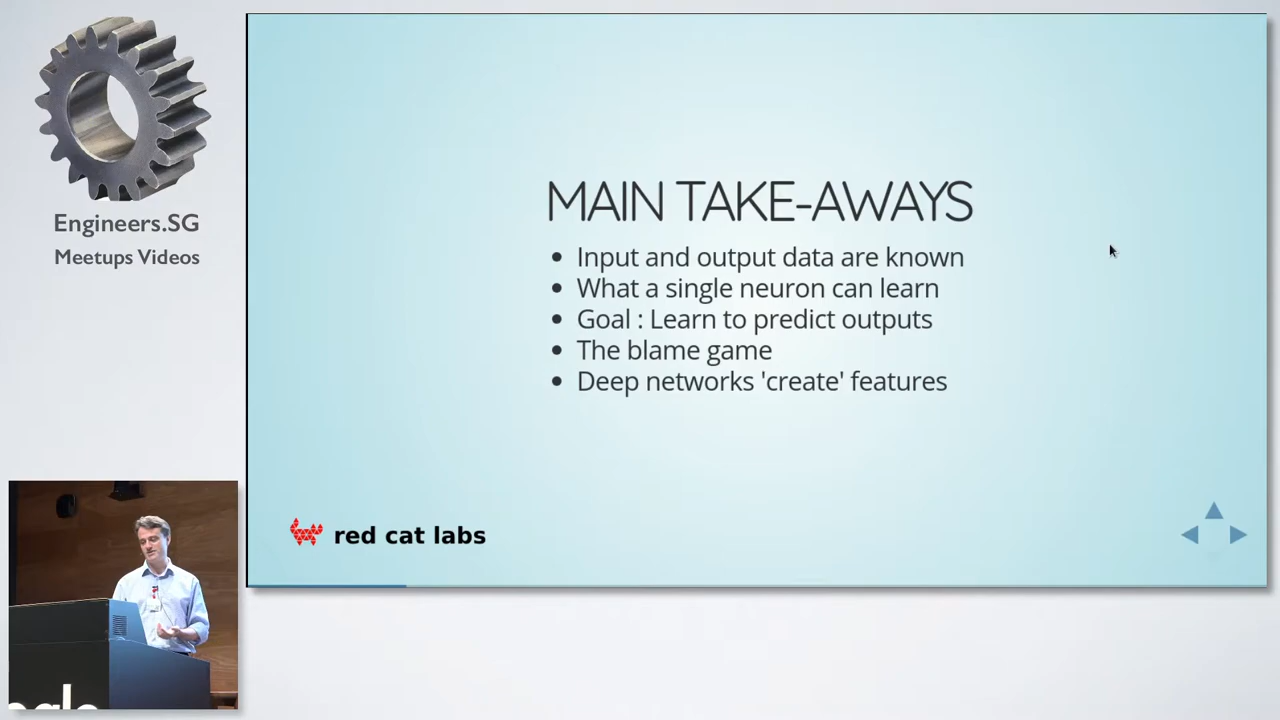 Engineers.SG
Meetups Videos
MAIN TAKE-AWAYS
• Input and output data are known
• What a single neuron can learn
• Goal : Learn to predict outputs
• The blame game
• Deep networks 'create' features
red cat labs